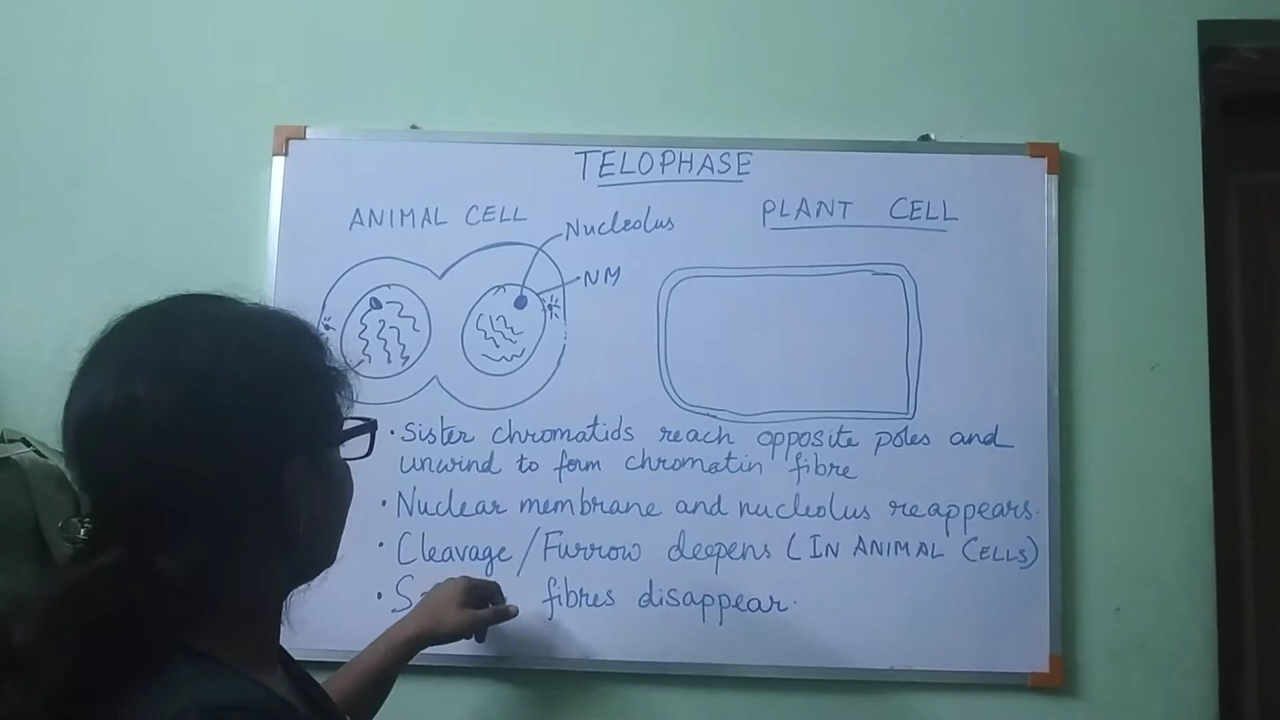 TELOPHASE
ANIMAL CELL
PLANT CELL
Nucleolus
NM
• Sister chromatids reach opposite poles and
unwind to form chromatin fibre
• Nuclear membrane and nucleolus reappears.
• Cleavage / Furrow deepens (IN ANIMAL CELLS)
• fibres disappear.